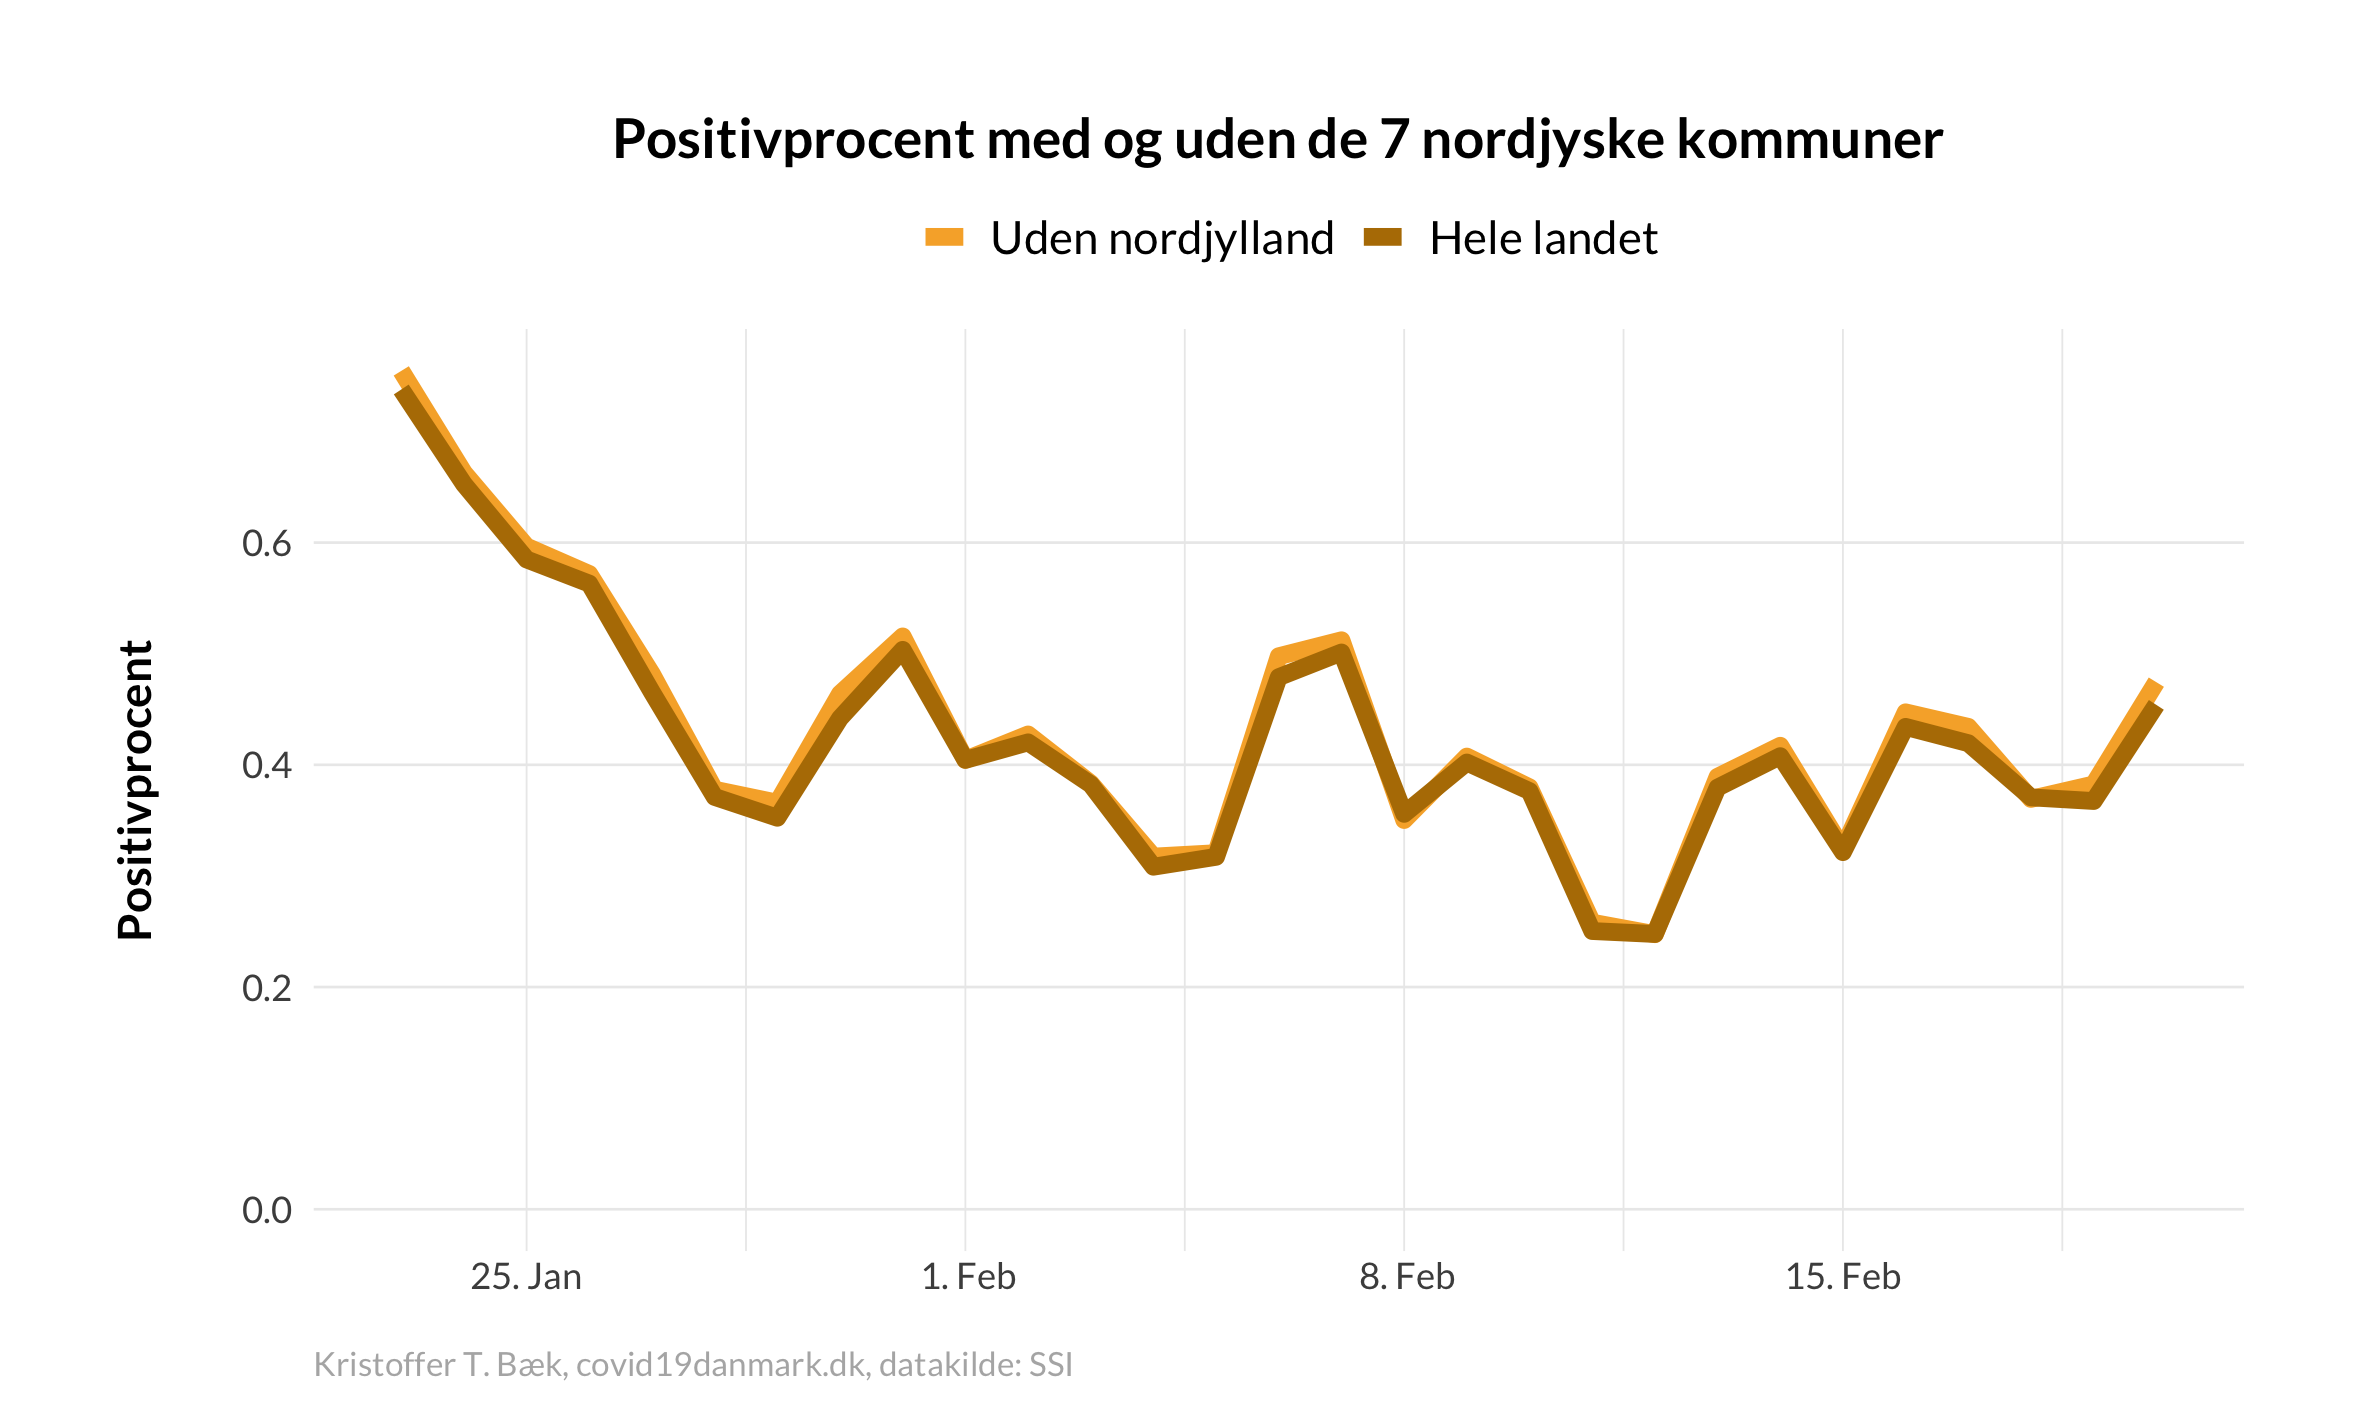 Positivprocent med og uden de 7 nordjyske kommuner
Uden nordjylland Hele landet
Positivprocent
0.6
0.4
0.2
0.0
25. Jan 1. Feb 8. Feb 15. Feb
Kristoffer T. Bæk, covid19danmark.dk, datakilde: SSI